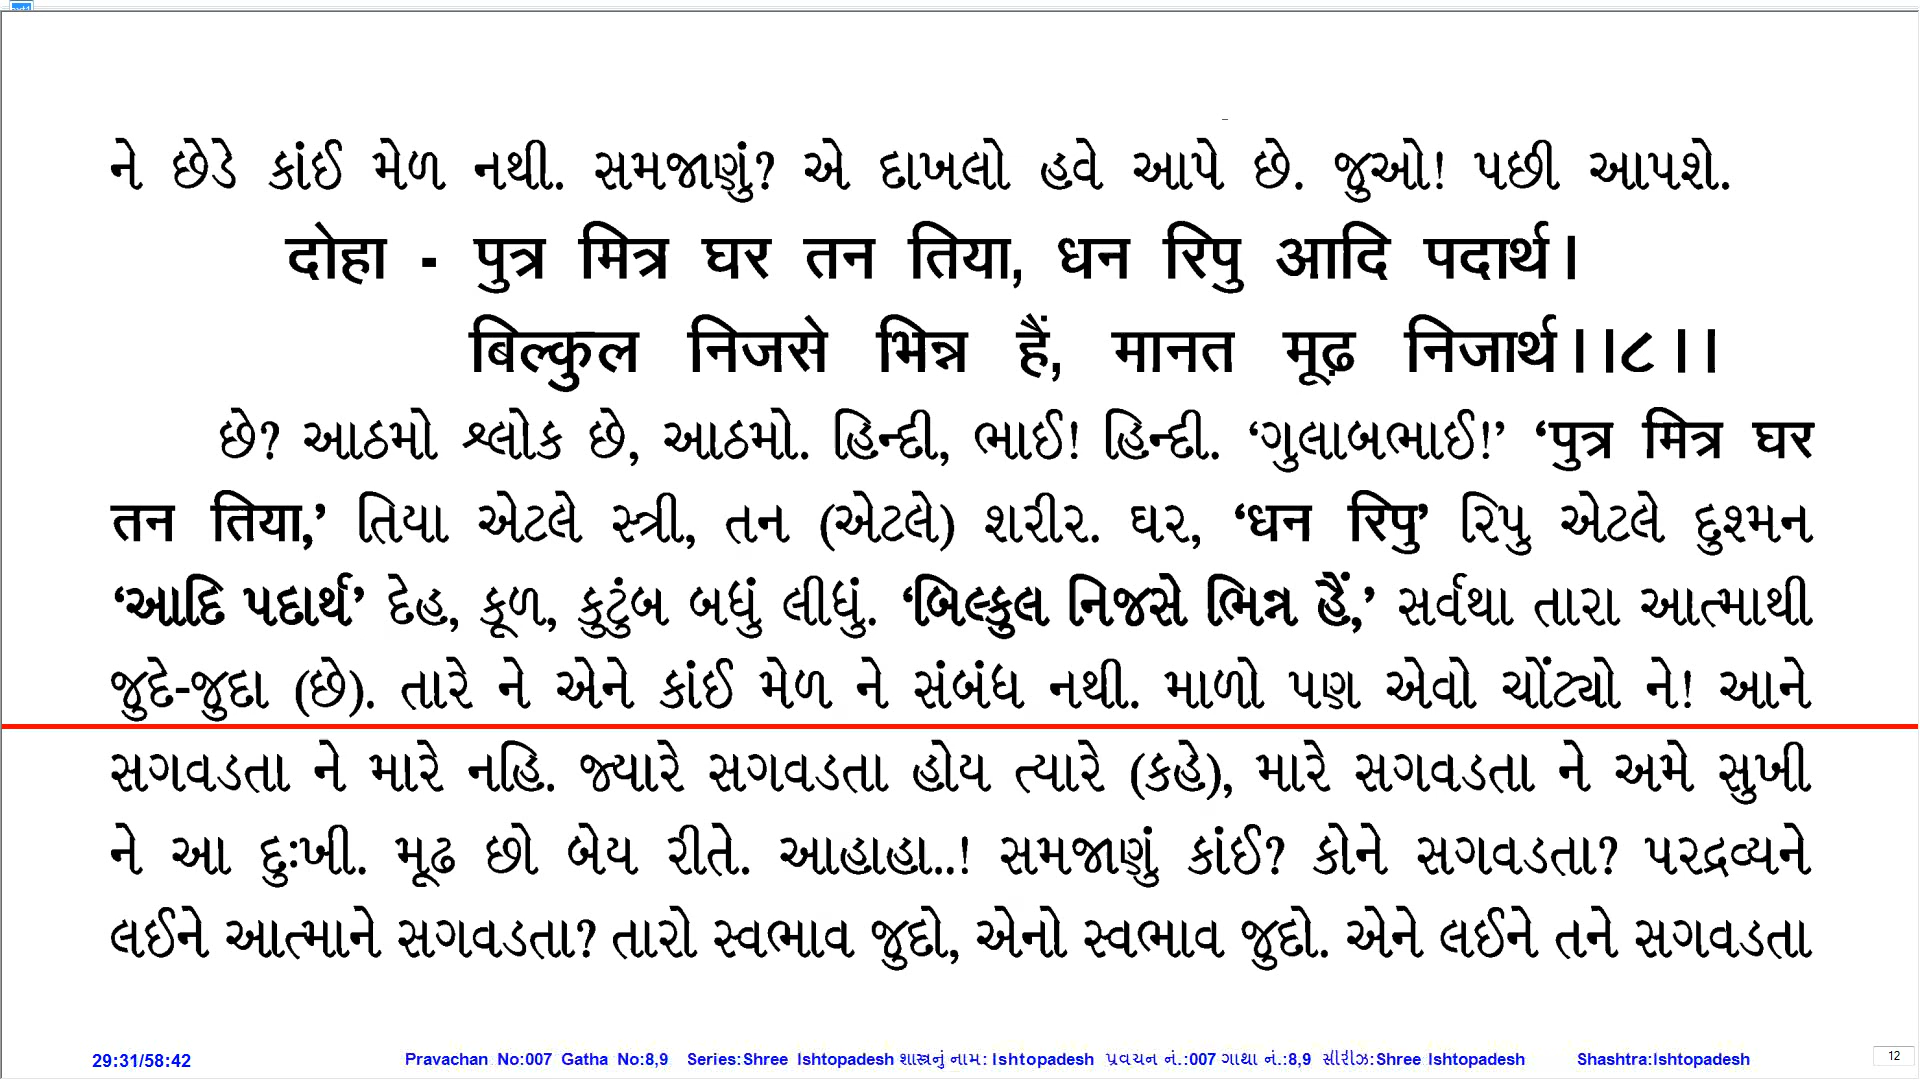 ને છેડે કાંઈ મેળ નથી. સમજાણું? એ દાખલો હવે આપે છે. જુઓ! પછી આપશે.
दोहा - पुत्र मित्र घर तन तिया, धन रिपु आदि पदार्थ।
बिल्कुल निजसे भिन्न हैं, मानत मूढ़ निजार्थ।।८।।
છે? આઠમો શ્લોક છે, આઠમો. હિન્દી, ભાઈ! હિન્દી. ‘ગુલાબભાઈ!’ ‘पुत्र मित्र घर
तन तिया,’ તિયા એટલે સ્ત્રી, તન (એટલે) શરીર. ઘર, ‘धन रिपु’ રિપુ એટલે દુશ્મન
‘આદિ પદાર્થ’ દેહ, કૂળ, કુટુંબ બધું લીધું. ‘બિલ્કુલ નિજસે ભિન્ન હૈં,’ સર્વથા તારા આત્માથી
જુદે-જુદા (છે). તારે ને એને કાંઈ મેળ ને સંબંધ નથી. માળો પણ એવો ચોંટ્યો ને! આને
સગવડતા ને મારે નહિ. જ્યારે સગવડતા હોય ત્યારે (કહે), મારે સગવડતા ને અમે સુખી
ને આ દુઃખી. મૂઢ છો બેય રીતે. આહાહા..! સમજાણું કાંઈ? કોને સગવડતા? પરદ્રવ્યને
લઈને આત્માને સગવડતા? તારો સ્વભાવ જુદો, એનો સ્વભાવ જુદો. એને લઈને તને સગવડતા
29:31/58:42 Pravachan No:007 Gatha No:8,9 Series:Shree Ishtopadesh શાસ્ત્રનું નામ: Ishtopadesh પ્રવચન નં.:007 ગાથા નં.:8,9 સીરીઝ:Shree Ishtopadesh Shashtra:Ishtopadesh 12